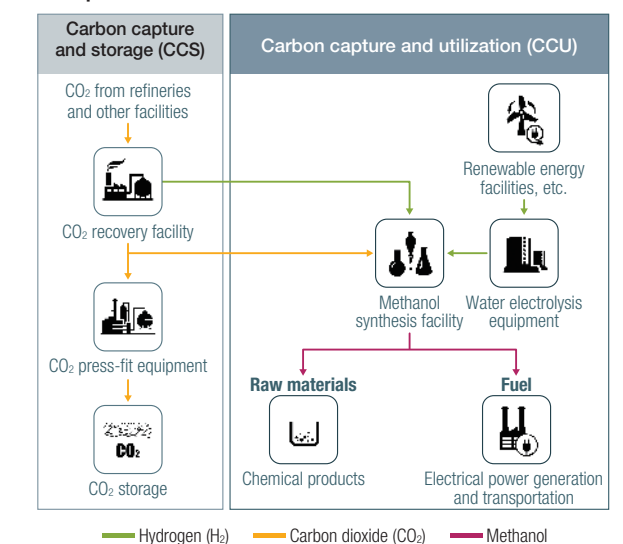 Carbon capture
and storage (CCS)
Carbon capture and utilization (CCU)
CO₂ from refineries
and other facilities
Renewable energy
facilities, etc.
CO₂ recovery facility
Methanol
synthesis facility
Water electrolysis
equipment
CO₂ press-fit equipment
Raw materials
Fuel
CO₂
CO₂ storage
Chemical products
Electrical power generation
and transportation
Hydrogen (H₂)
Carbon dioxide (CO₂)
Methanol